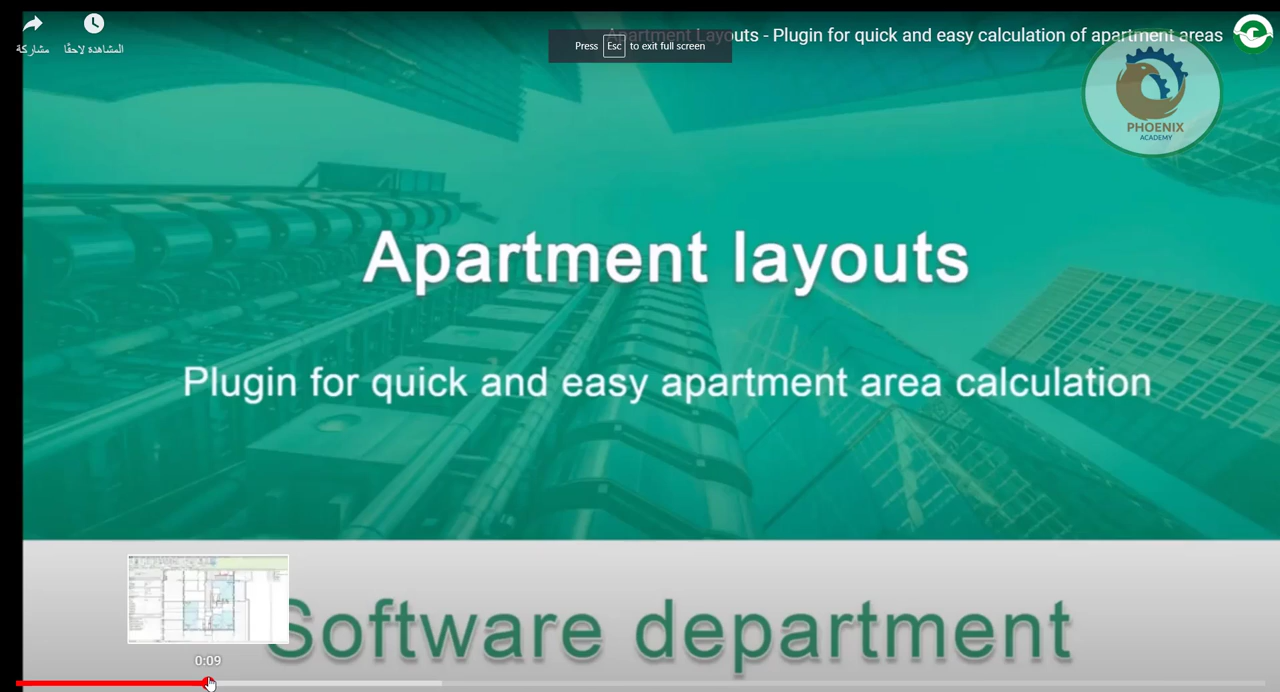 مشاركة
المشاهدة لاحقًا
Press Esc to exit full screen
Apartment Layouts - Plugin for quick and easy calculation of apartment areas
PHOENIX
ACADEMY
Apartment layouts
Plugin for quick and easy apartment area calculation
Software department
0:09